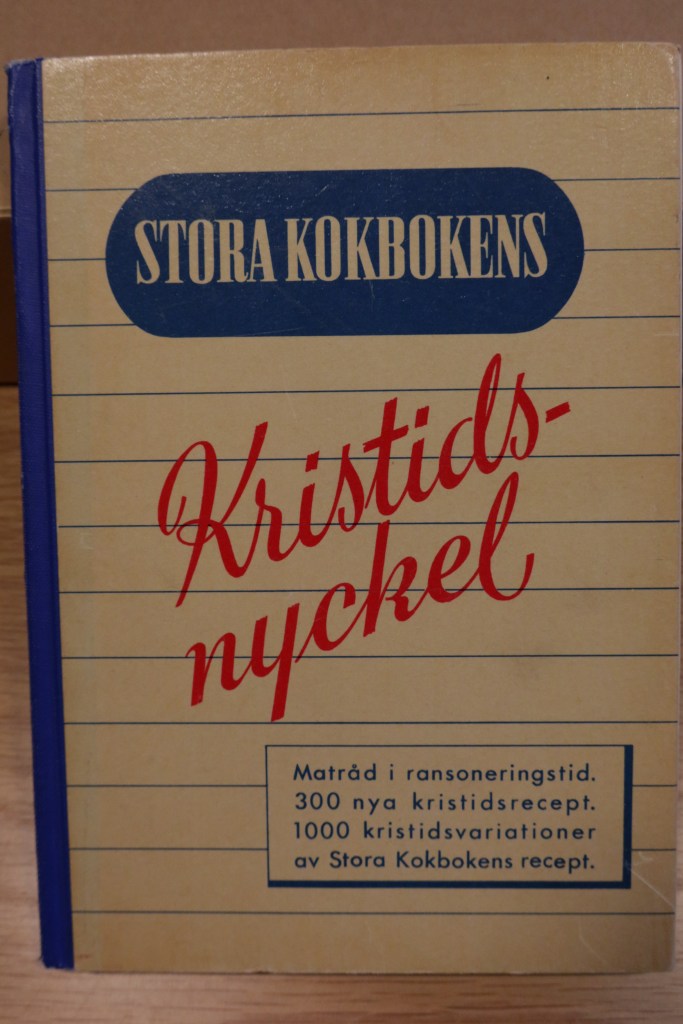 STORA KOKBOKENS
Kristids-
nyckel
Matråd i ransoneringstid.
300 nya kristidsrecept.
1000 kristidsvariationer
av Stora Kokbokens recept.